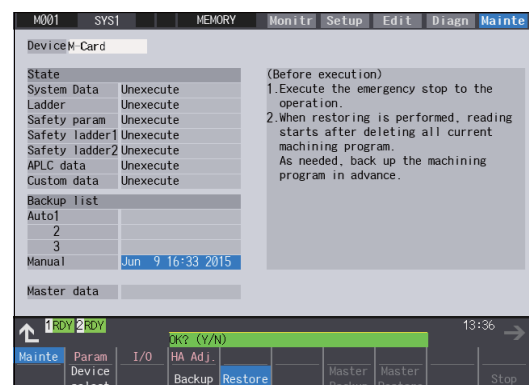 M001 SYS1 MEMORY Monitr Setup Edit Diagn Mainte
Device M-Card
State
System Data Unexecute
Ladder Unexecute
Safety param Unexecute
Safety ladder1 Unexecute
Safety ladder2 Unexecute
APLC data Unexecute
Custom data Unexecute
Backup list
Auto1
2
3
Manual Jun 9 16:33 2015
Master data
(Before execution)
1.Execute the emergency stop to the
operation.
2.When restoring is performed, reading
starts after deleting all current
machining program.
As needed, back up the machining
program in advance.
1RDY 2RDY 13:36
OK? (Y/N)
Mainte Param I/O HA Adj.
Device
select Backup Restore Master
Backup Master
Restore Stop